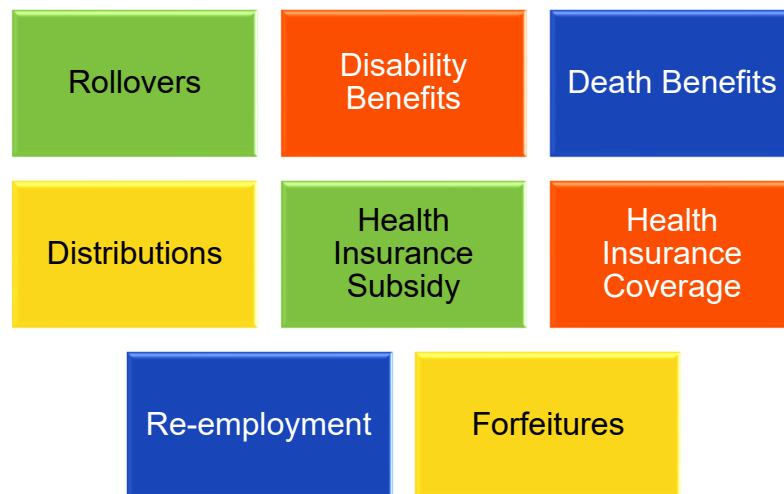 Rollovers
Disability
Benefits
Death Benefits
Distributions
Health
Insurance
Subsidy
Health
Insurance
Coverage
Re-employment
Forfeitures